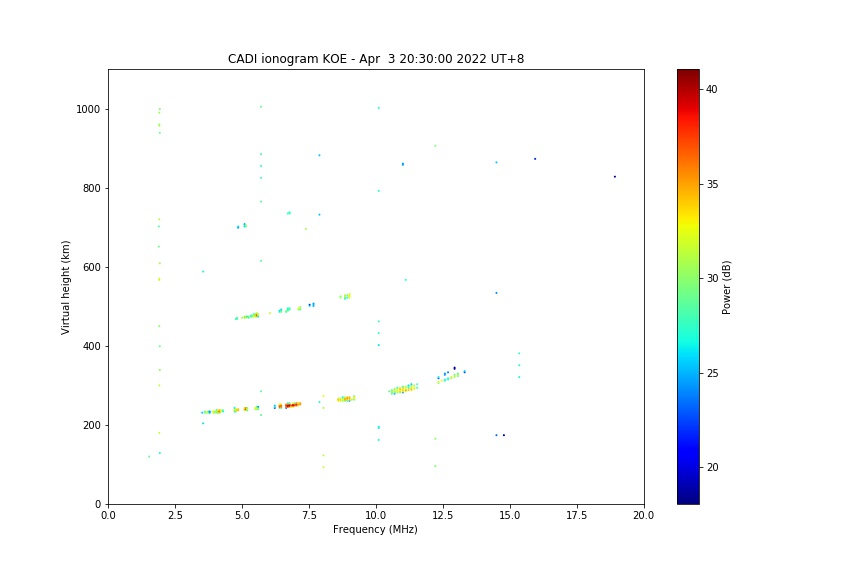 CADI ionogram KOE - Apr  3 20:30:00 2022 UT+8
Virtual height (km)
1000
800
600
400
200
0
0.0 2.5 5.0 7.5 10.0 12.5 15.0 17.5 20.0
Frequency (MHz)
40
35
30
25
20
Power (dB)